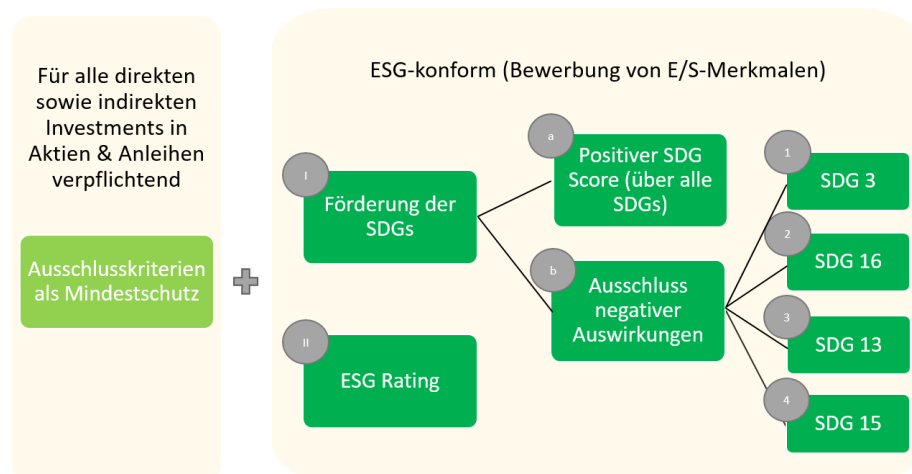 Für alle direkten
sowie indirekten
Investments in
Aktien & Anleihen
verpflichtend
Ausschlusskriterien
als Mindestschutz
ESG-konform (Bewerbung von E/S-Merkmalen)
I
Förderung der
SDGs
II
ESG Rating
a
Positiver SDG
Score (über alle
SDGs)
b
Ausschluss
negativer
Auswirkungen
1
SDG 3
2
SDG 16
3
SDG 13
4
SDG 15